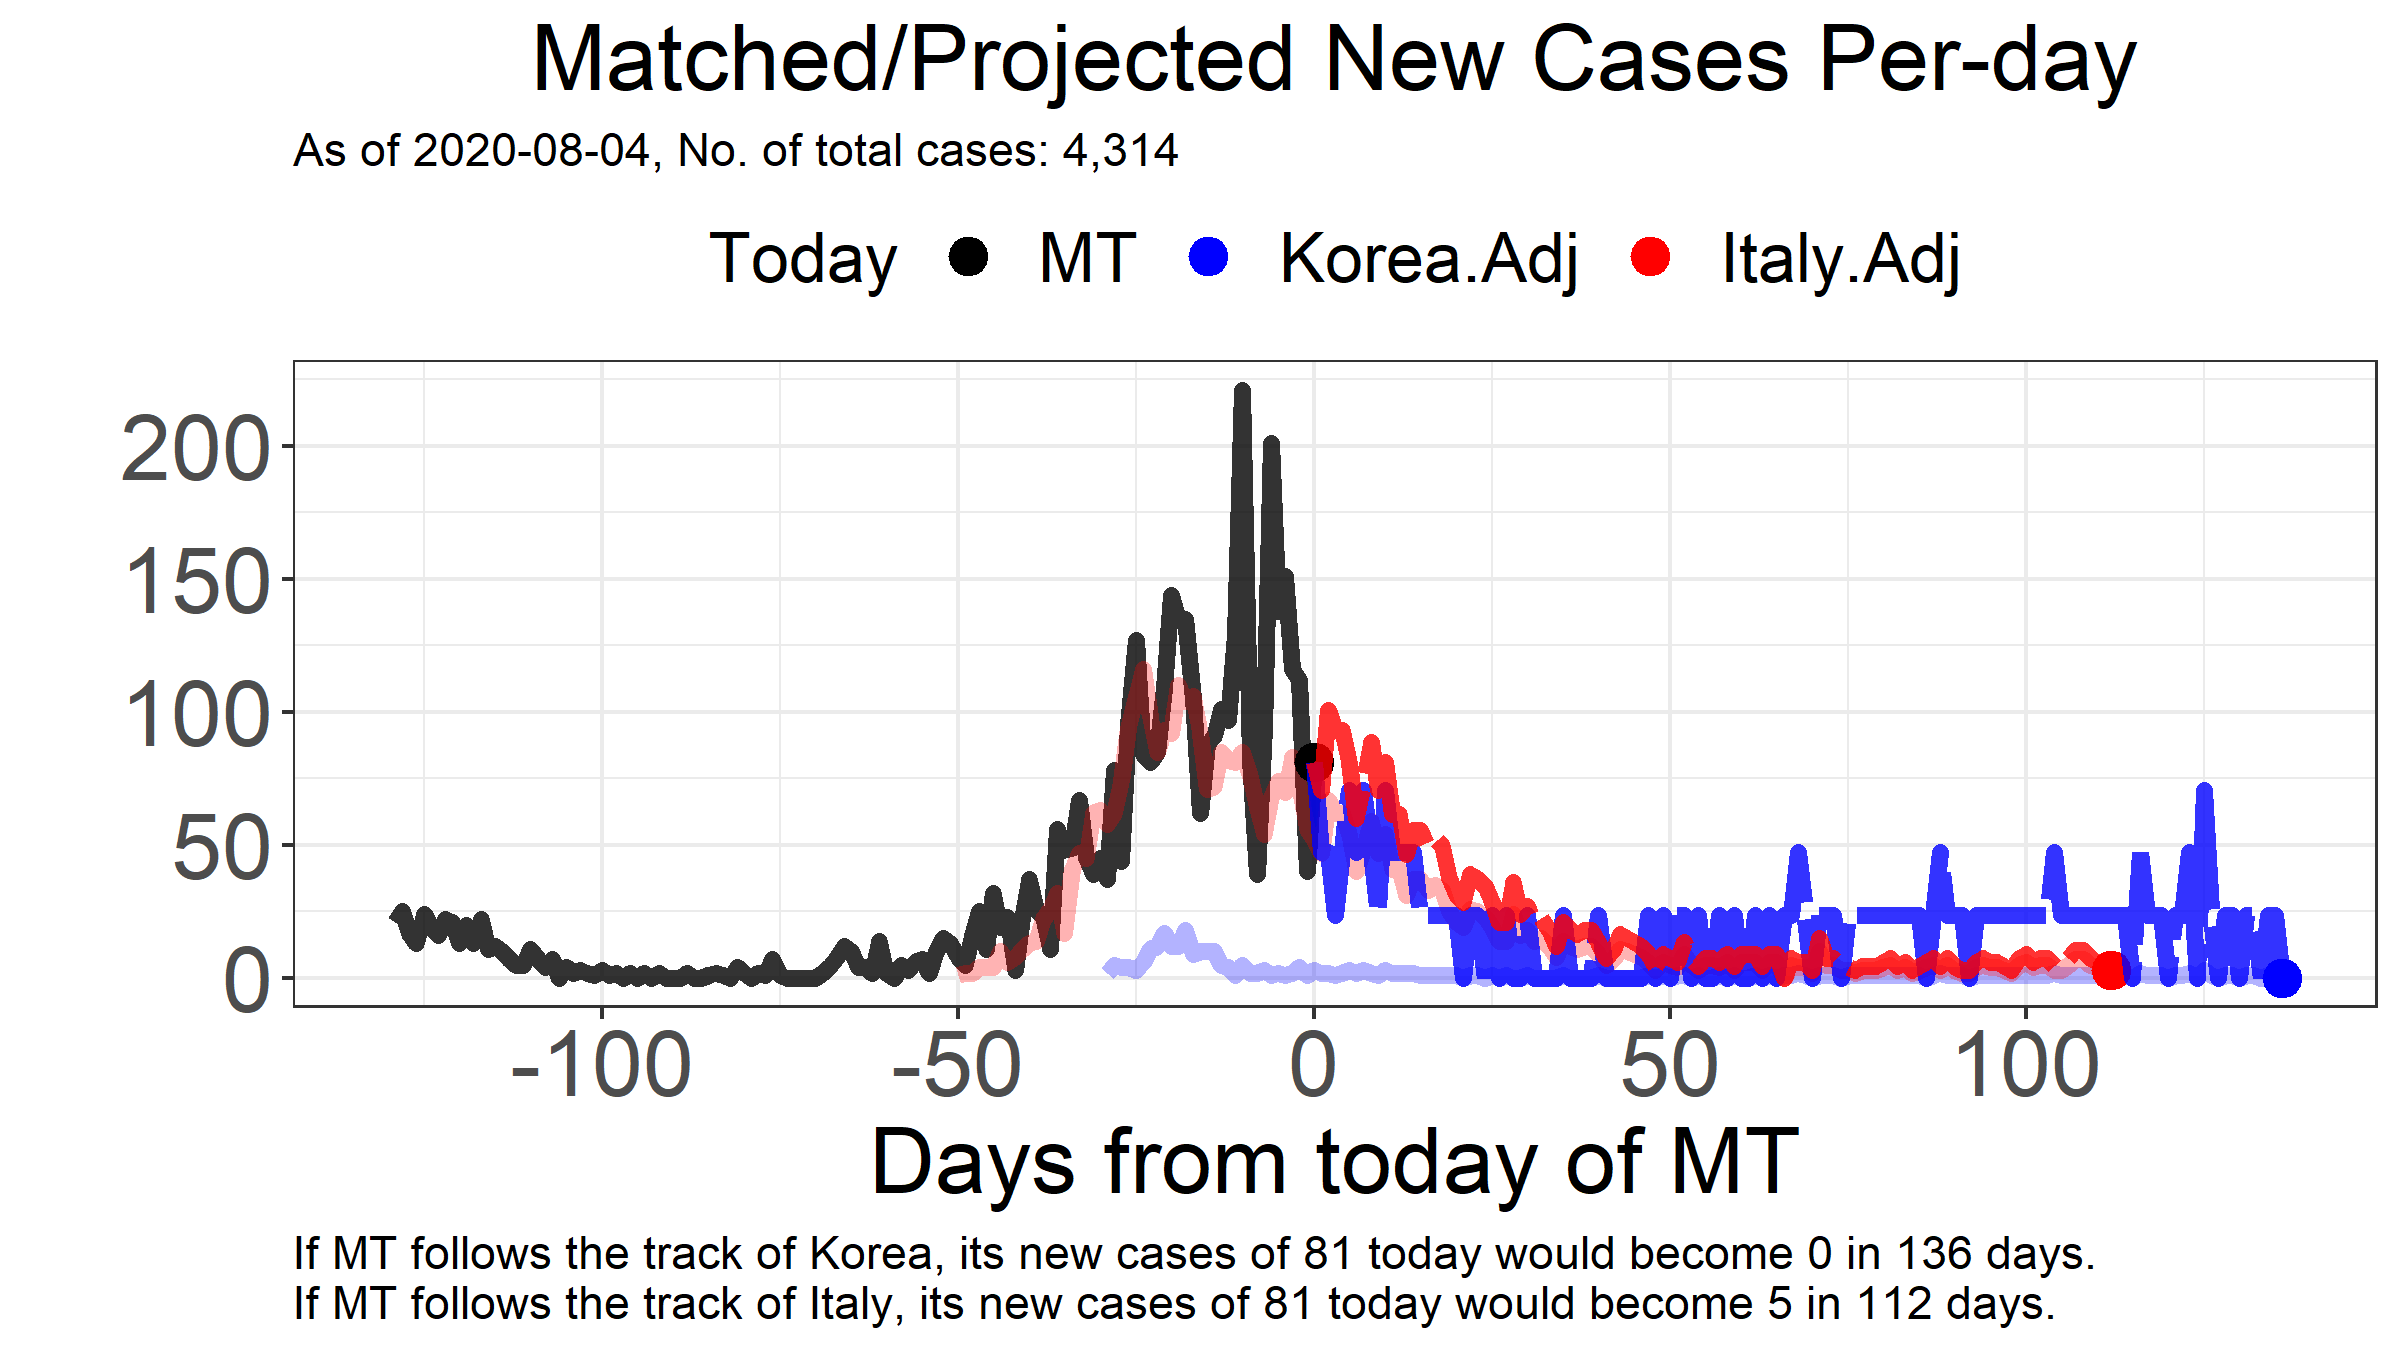 Matched/Projected New Cases Per-day
As of 2020-08-04, No. of total cases: 4,314
Today MT Korea.Adj Italy.Adj
200
150
100
50
0
-100 -50 0 50 100
Days from today of MT
If MT follows the track of Korea, its new cases of 81 today would become 0 in 136 days.
If MT follows the track of Italy, its new cases of 81 today would become 5 in 112 days.